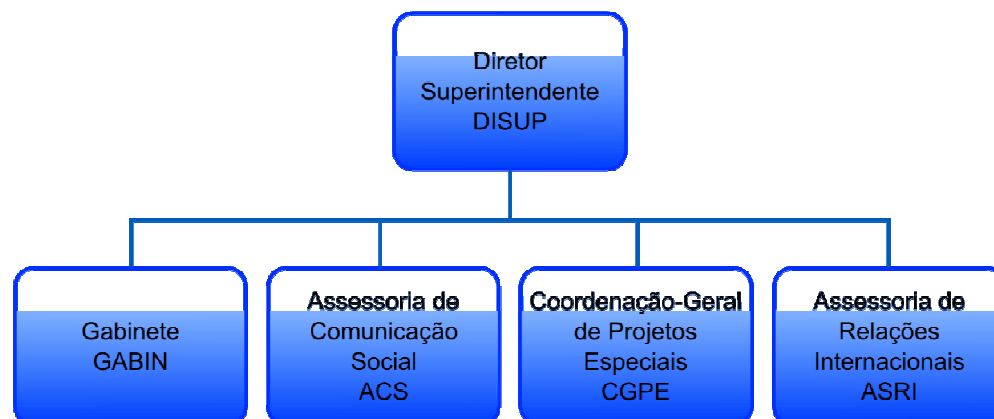 Diretor
Superintendente
DISUP
Gabinete
GABIN
Assessoria de
Comunicação
Social
ACS
Coordenação-Geral
de Projetos
Especiais
CGPE
Assessoria de
Relações
Internacionais
ASRI